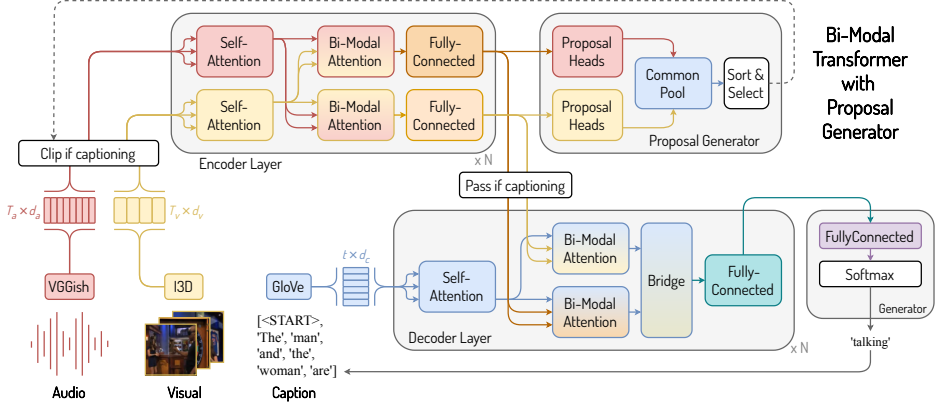 Bi-Modal
Transformer
with
Proposal
Generator
Self-
Attention
Bi-Modal
Attention
Fully-
Connected
Self-
Attention
Bi-Modal
Attention
Fully-
Connected
Encoder Layer
x N
Proposal
Heads
Proposal
Heads
Common
Pool
Sort &
Select
Proposal Generator
Clip if captioning
Pass if captioning
Tₐ × dₐ
Tᵥ × dᵥ
VGGish
I3D
Audio
Visual
GloVe
t × d_c
[<START>,
'The', 'man',
'and', 'the',
'woman', 'are']
Caption
Self-
Attention
Bi-Modal
Attention
Bi-Modal
Attention
Bridge
Fully-
Connected
Decoder Layer
x N
FullyConnected
Softmax
Generator
'talking'